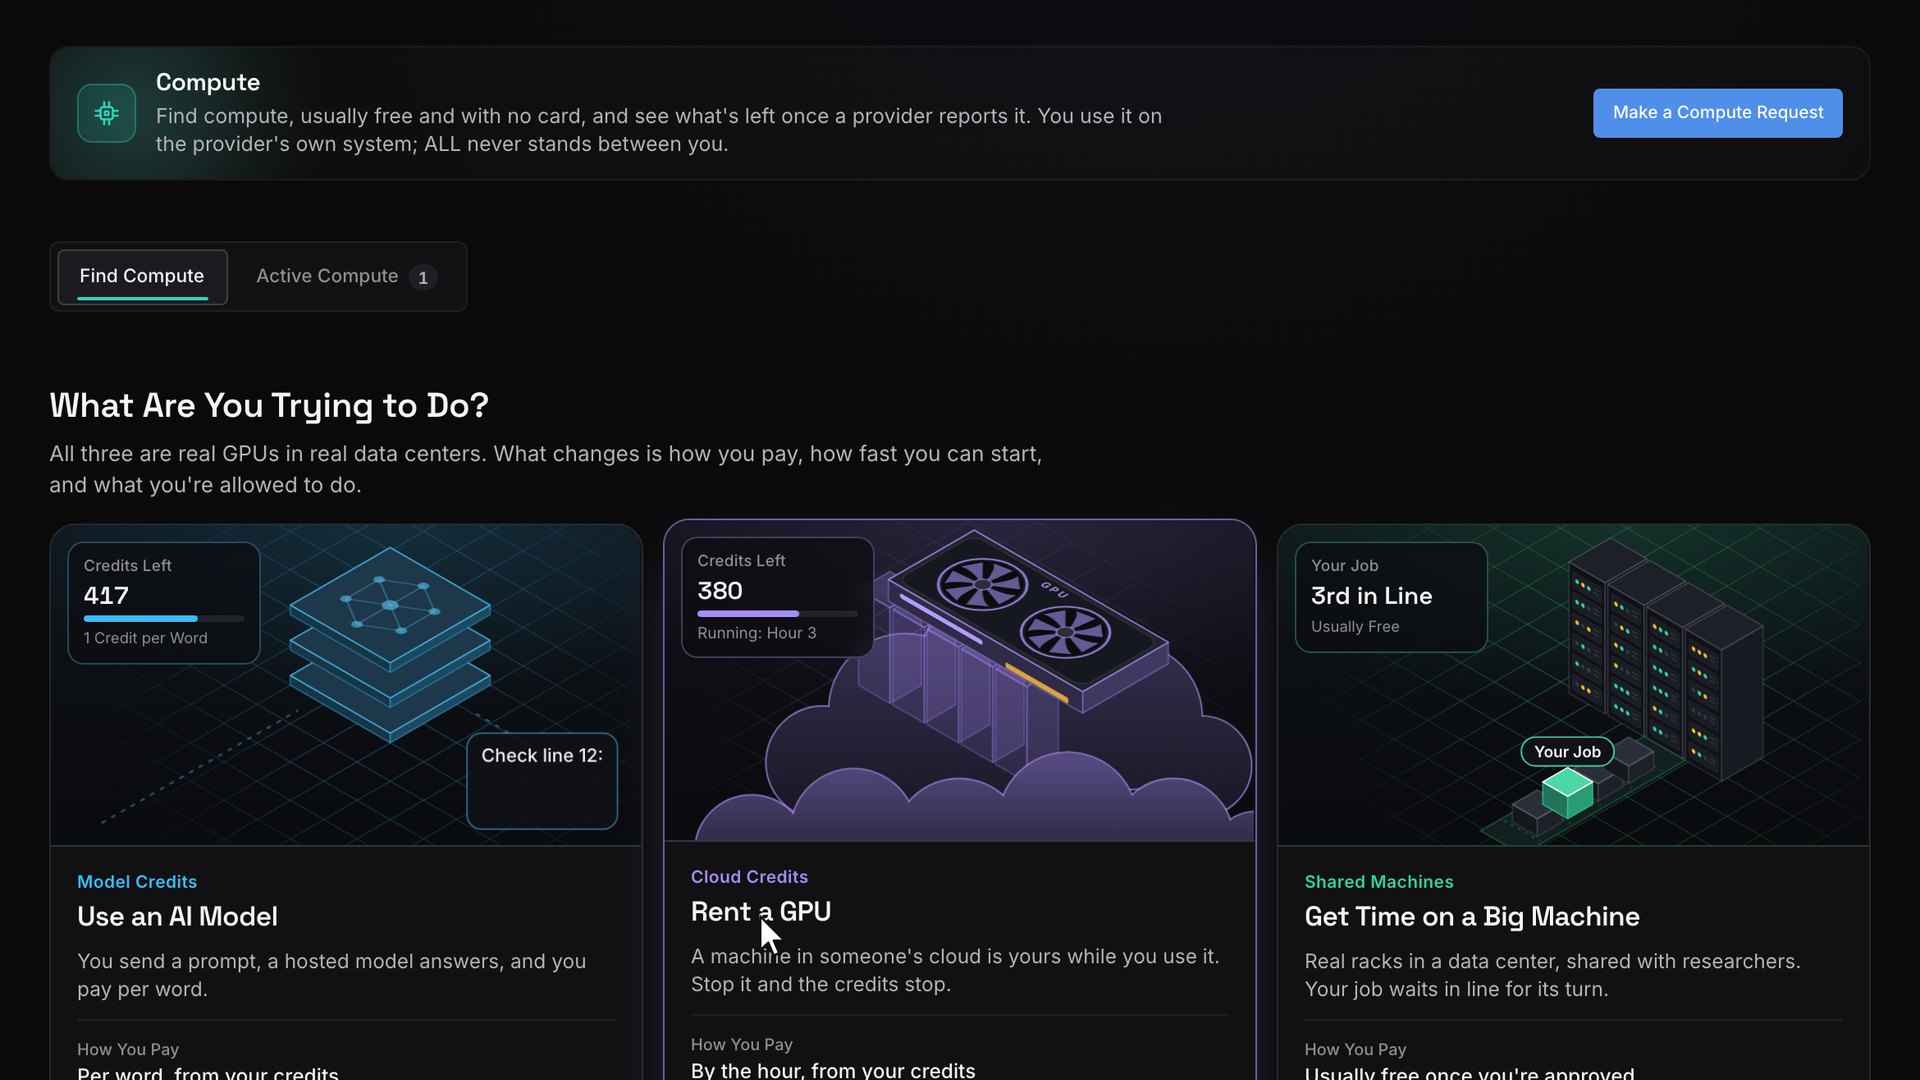 Compute
Find compute, usually free and with no card, and see what's left once a provider reports it. You use it on
the provider's own system; ALL never stands between you.
Make a Compute Request
Find Compute
Active Compute 1
What Are You Trying to Do?
All three are real GPUs in real data centers. What changes is how you pay, how fast you can start,
and what you're allowed to do.
Credits Left
417
1 Credit per Word
Check line 12:
Model Credits
Use an AI Model
You send a prompt, a hosted model answers, and you
pay per word.
How You Pay
Per word, from your credits
Credits Left
380
Running: Hour 3
GPU
Cloud Credits
Rent a GPU
A machine in someone's cloud is yours while you use it.
Stop it and the credits stop.
How You Pay
By the hour, from your credits
Your Job
3rd in Line
Usually Free
Your Job
Shared Machines
Get Time on a Big Machine
Real racks in a data center, shared with researchers.
Your job waits in line for its turn.
How You Pay
Usually free once you're approved